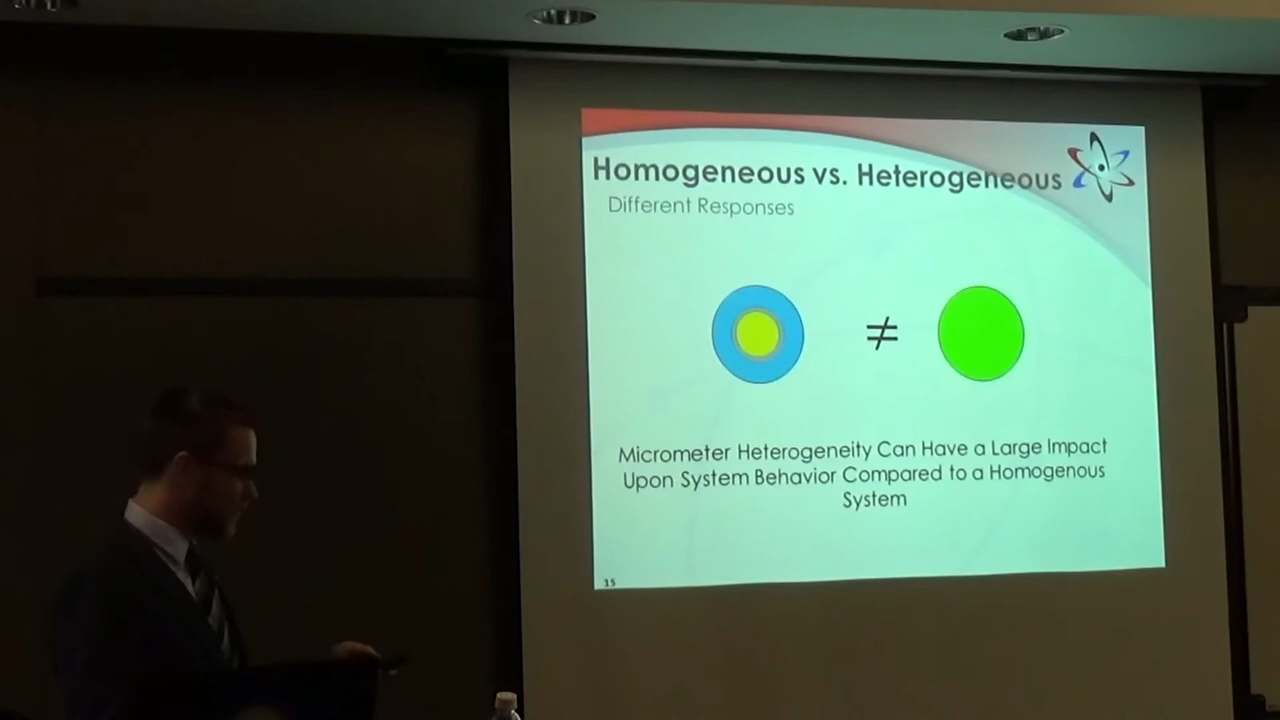 Homogeneous vs. Heterogeneous
Different Responses
≠
Micrometer Heterogeneity Can Have a Large Impact
Upon System Behavior Compared to a Homogenous
System
15